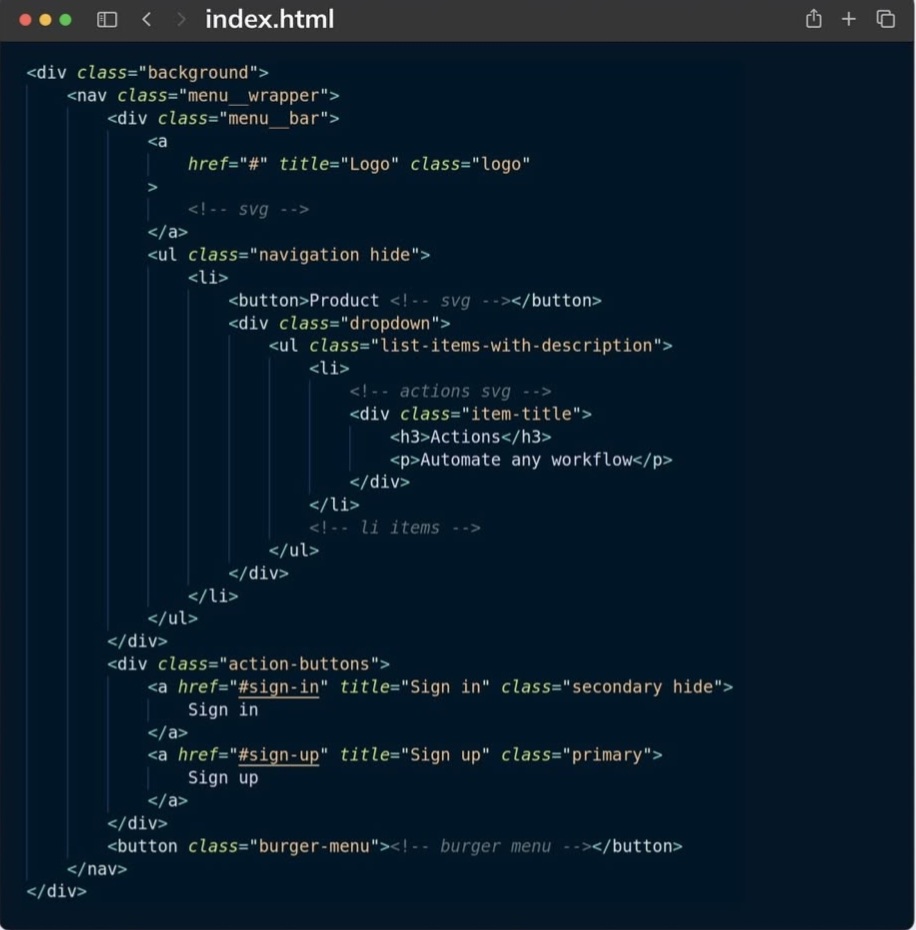 index.html
<div class="background">
    <nav class="menu__wrapper">
        <div class="menu__bar">
            <a
                href="#" title="Logo" class="logo"
            >
                <!-- svg -->
            </a>
            <ul class="navigation hide">
                <li>
                    <button>Product <!-- svg --></button>
                    <div class="dropdown">
                        <ul class="list-items-with-description">
                            <li>
                                <!-- actions svg -->
                                <div class="item-title">
                                    <h3>Actions</h3>
                                    <p>Automate any workflow</p>
                                </div>
                            </li>
                            <!-- li items -->
                        </ul>
                    </div>
                </li>
            </ul>
        </div>
        <div class="action-buttons">
            <a href="#sign-in" title="Sign in" class="secondary hide">
                Sign in
            </a>
            <a href="#sign-up" title="Sign up" class="primary">
                Sign up
            </a>
        </div>
        <button class="burger-menu"><!-- burger menu --></button>
    </nav>
</div>